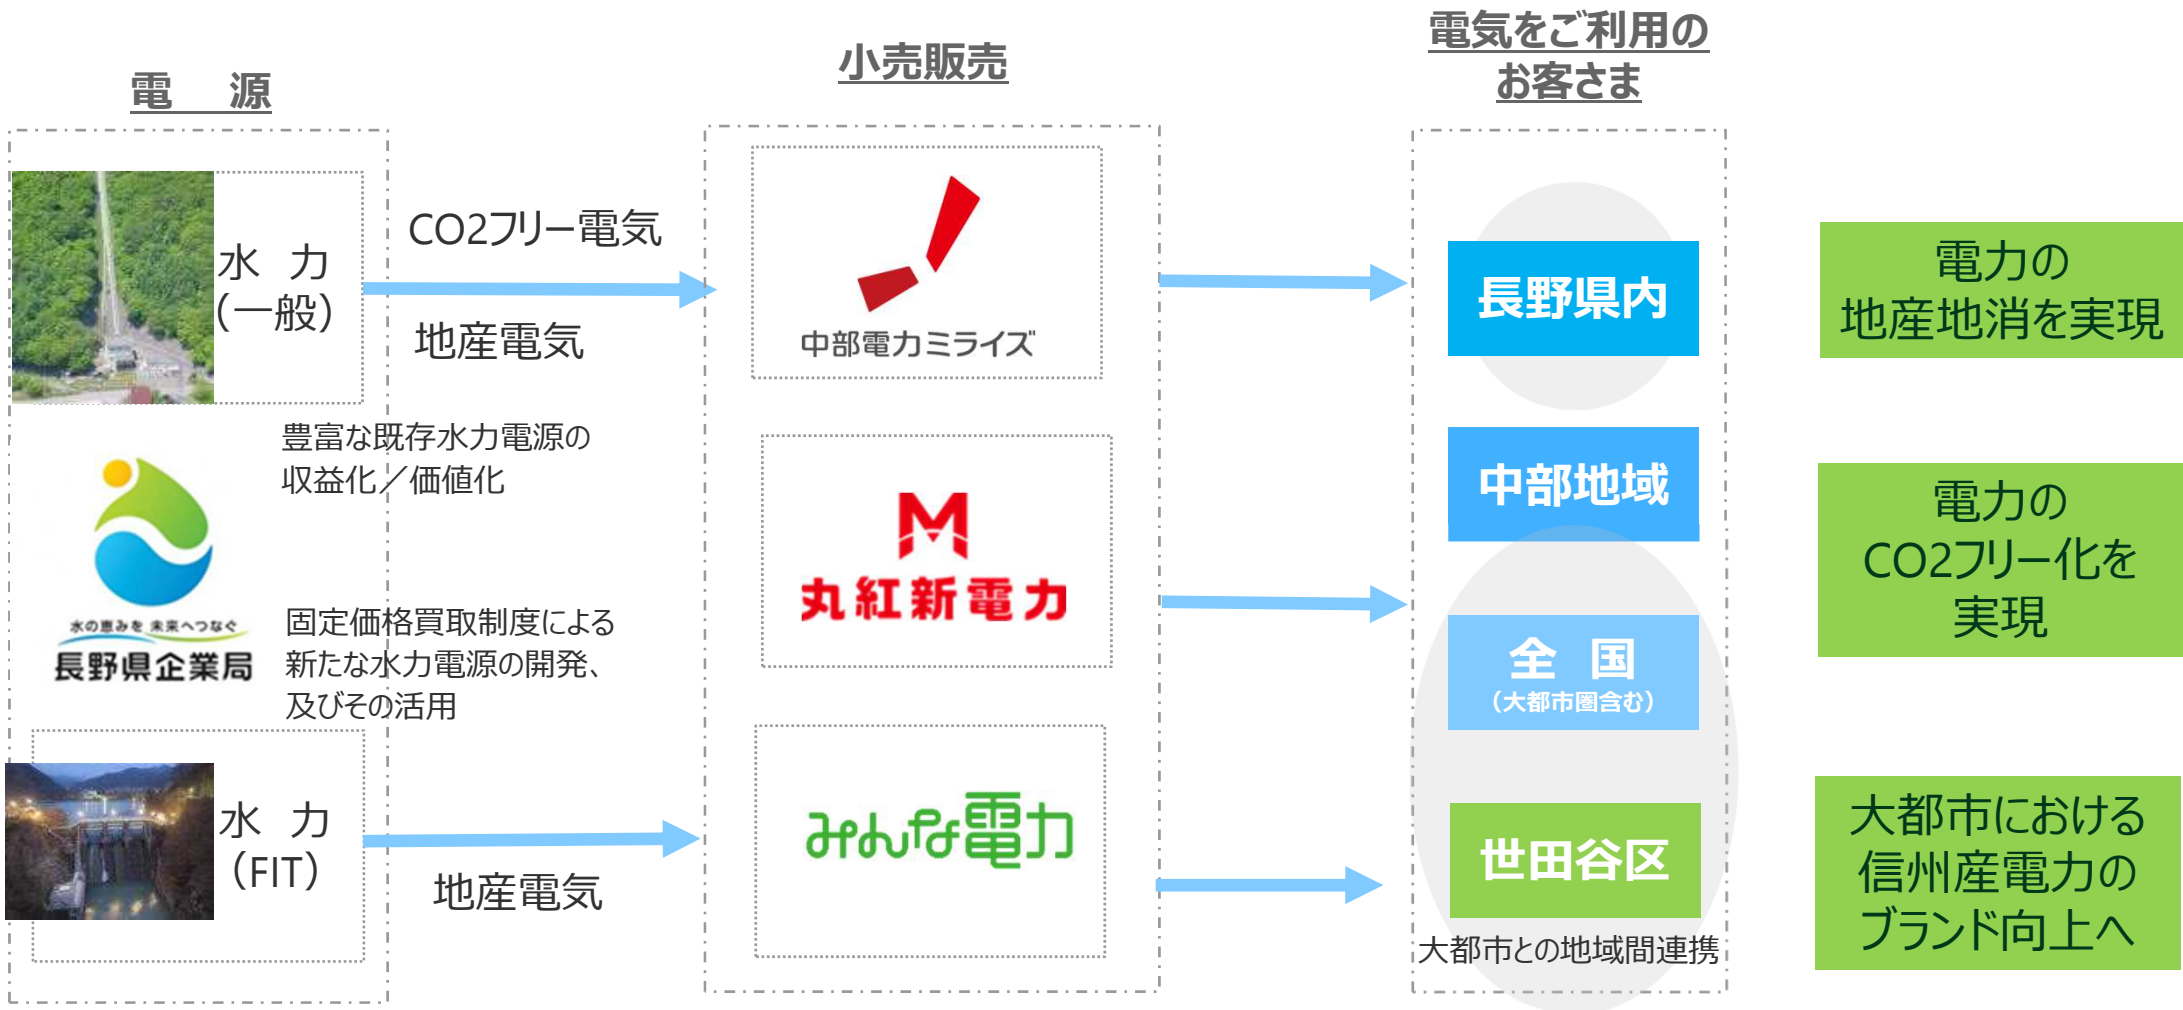 電　源
水 力
（一般）
豊富な既存水力電源の
収益化／価値化
水の恵みを 未来へつなぐ
長野県企業局
固定価格買取制度による
新たな水力電源の開発、
及びその活用
水 力
（FIT）
CO2フリー電気
地産電気
地産電気
小売販売
中部電力ミライズ
丸紅新電力
みんな電力
電気をご利用の
お客さま
長野県内
中部地域
全 国
（大都市圏含む）
世田谷区
大都市との地域間連携
電力の
地産地消を実現
電力の
CO2フリー化を
実現
大都市における
信州産電力の
ブランド向上へ